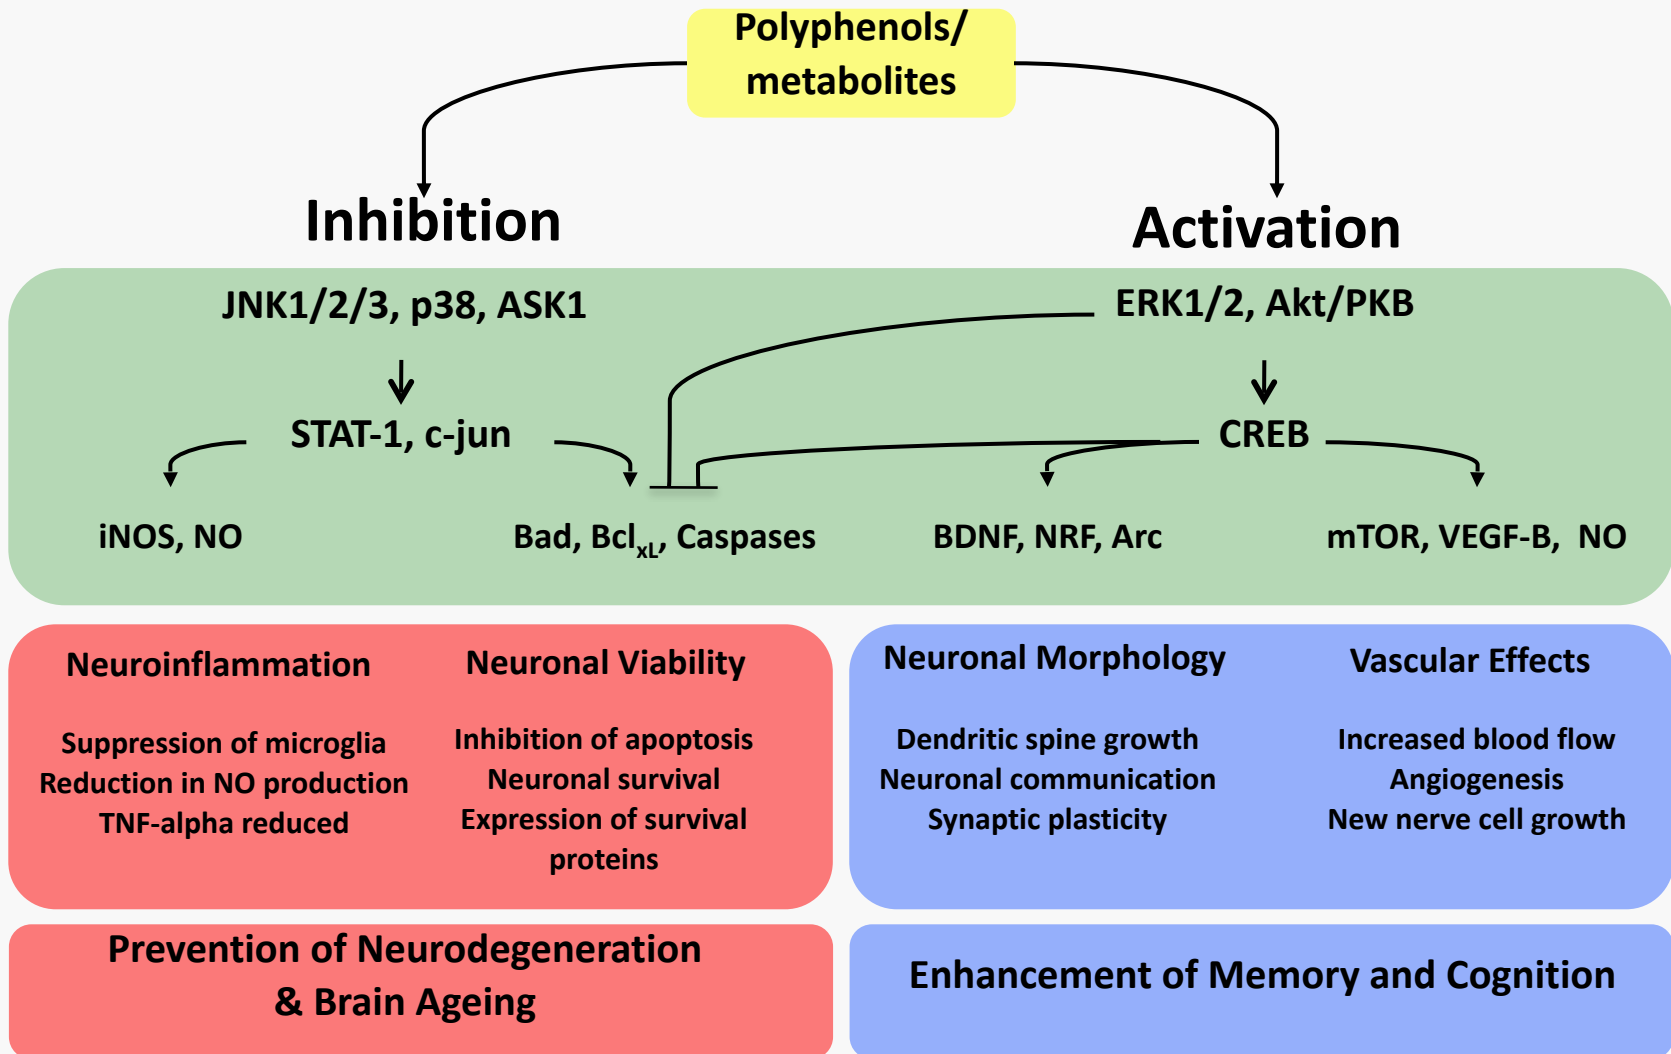 Polyphenols/
metabolites
Inhibition
Activation
JNK1/2/3, p38, ASK1
ERK1/2, Akt/PKB
STAT-1, c-jun
CREB
iNOS, NO
Bad, BclxL, Caspases
BDNF, NRF, Arc
mTOR, VEGF-B, NO
Neuroinflammation
Suppression of microglia
Reduction in NO production
TNF-alpha reduced
Neuronal Viability
Inhibition of apoptosis
Neuronal survival
Expression of survival
proteins
Neuronal Morphology
Dendritic spine growth
Neuronal communication
Synaptic plasticity
Vascular Effects
Increased blood flow
Angiogenesis
New nerve cell growth
Prevention of Neurodegeneration
& Brain Ageing
Enhancement of Memory and Cognition